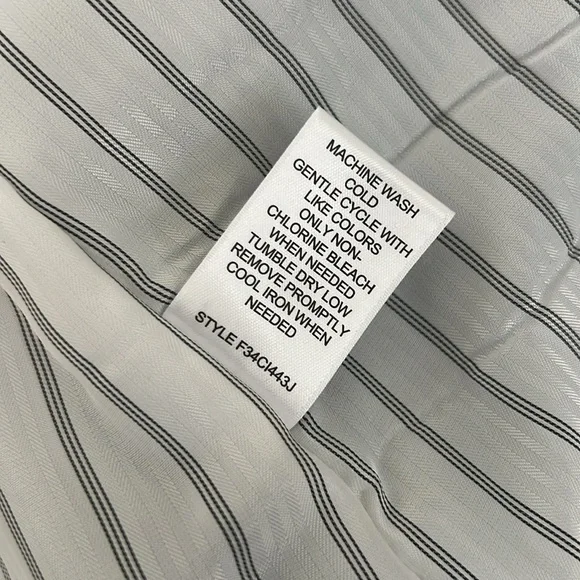 MACHINE WASH
COLD
GENTLE CYCLE WITH
LIKE COLORS
ONLY NON-
CHLORINE BLEACH
WHEN NEEDED
TUMBLE DRY LOW
REMOVE PROMPTLY
COOL IRON WHEN
NEEDED
STYLE F34CI443J